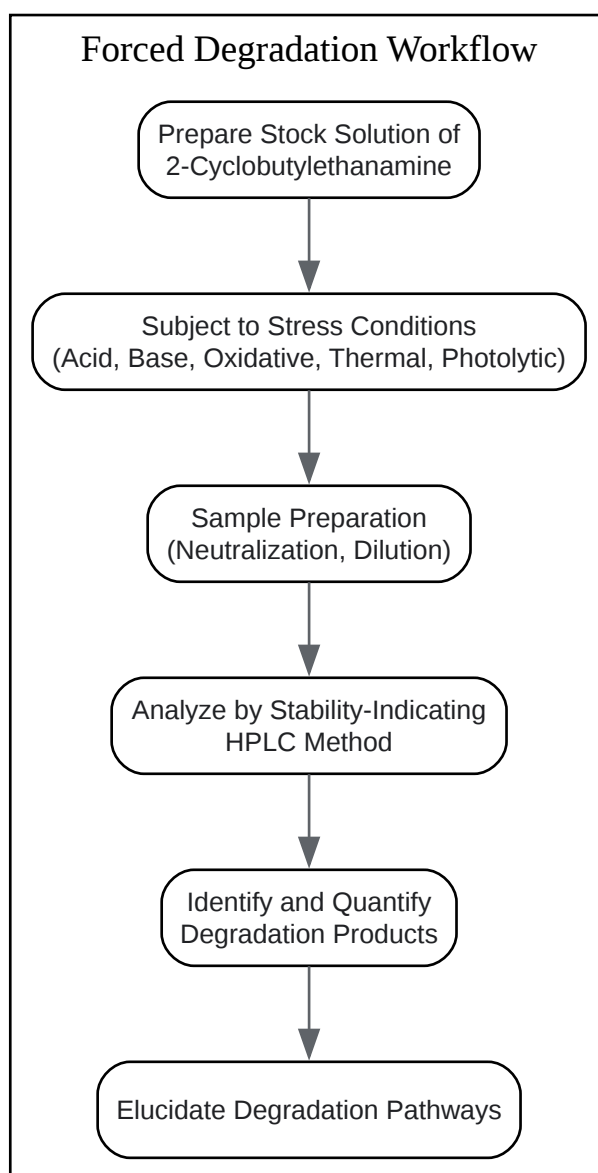 Forced Degradation Workflow
Prepare Stock Solution of
2-Cyclobutylethanamine
Subject to Stress Conditions
(Acid, Base, Oxidative, Thermal, Photolytic)
Sample Preparation
(Neutralization, Dilution)
Analyze by Stability-Indicating
HPLC Method
Identify and Quantify
Degradation Products
Elucidate Degradation Pathways